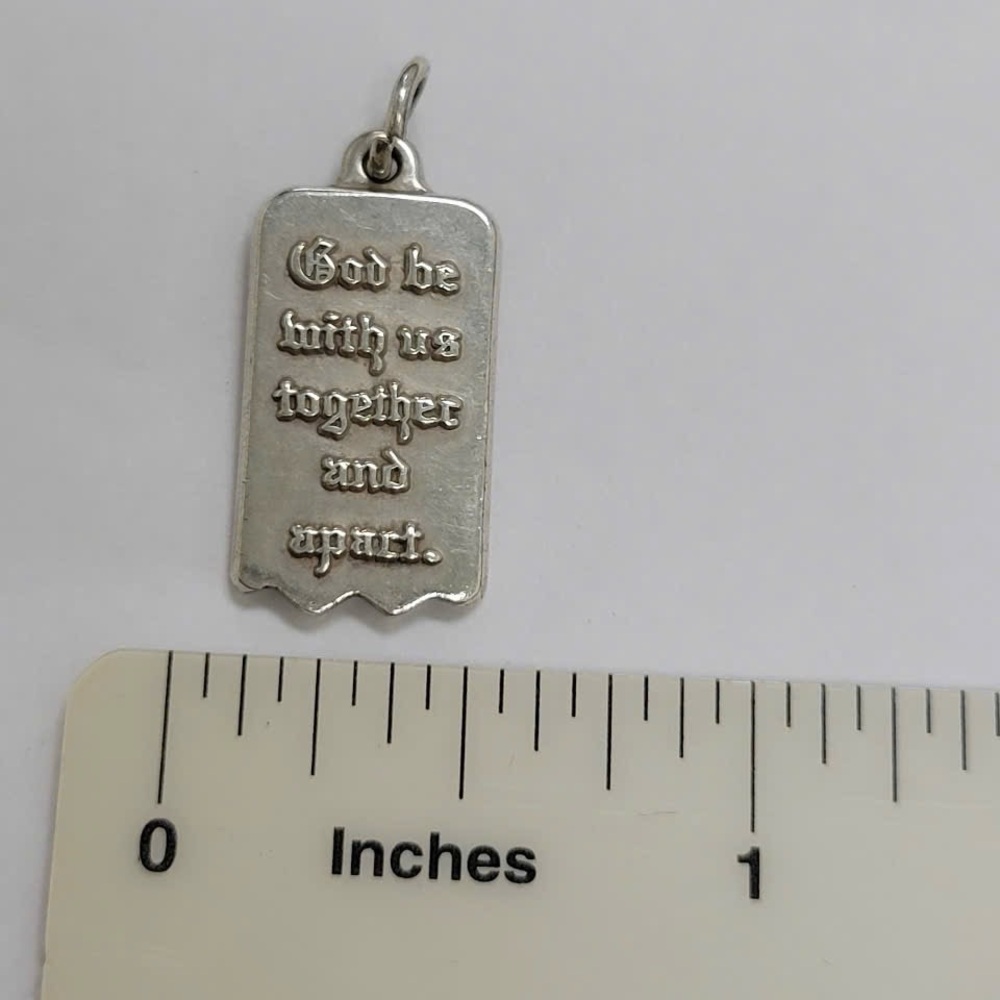 God be
with us
together
and
apart.
0 Inches 1